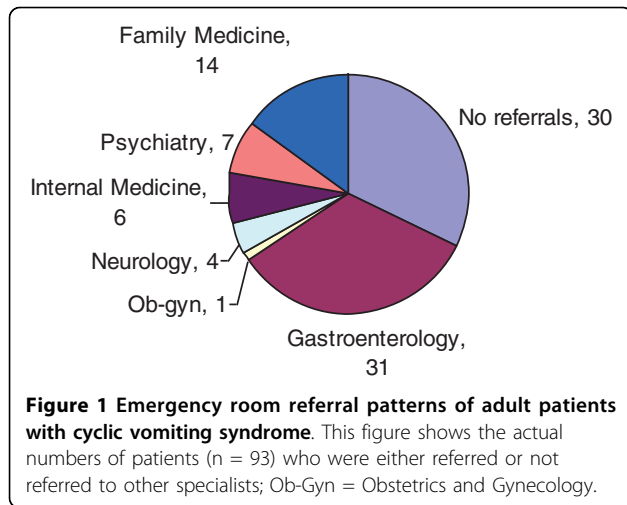 Family Medicine,
14
No referrals, 30
Psychiatry, 7
Internal Medicine,
6
Neurology, 4
Ob-gyn, 1
Gastroenterology,
31
Figure 1 Emergency room referral patterns of adult patients
with cyclic vomiting syndrome. This figure shows the actual
numbers of patients (n = 93) who were either referred or not
referred to other specialists; Ob-Gyn = Obstetrics and Gynecology.